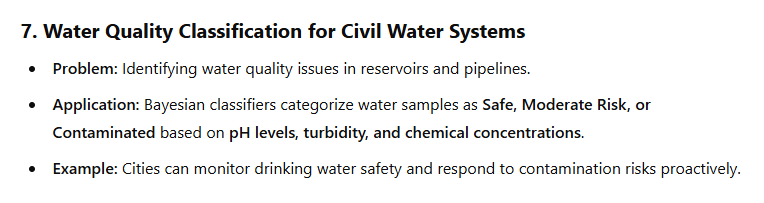 7. Water Quality Classification for Civil Water Systems
• Problem: Identifying water quality issues in reservoirs and pipelines.
• Application: Bayesian classifiers categorize water samples as Safe, Moderate Risk, or
Contaminated based on pH levels, turbidity, and chemical concentrations.
• Example: Cities can monitor drinking water safety and respond to contamination risks proactively.